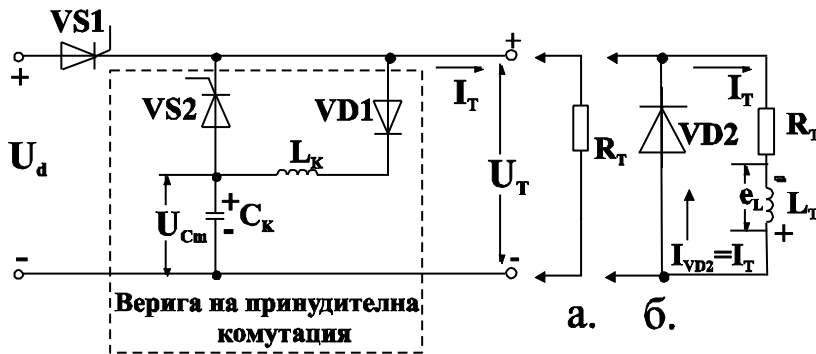 VS1
+
+
VS2
VD1
I_T
I_T
L_K
R_T
VD2
R_T
U_d
U_T
U_Cm
+
-
C_K
e_L
-
L_T
+
I_VD2=I_T
-
-
Верига на принудителна
комутация
а.
б.